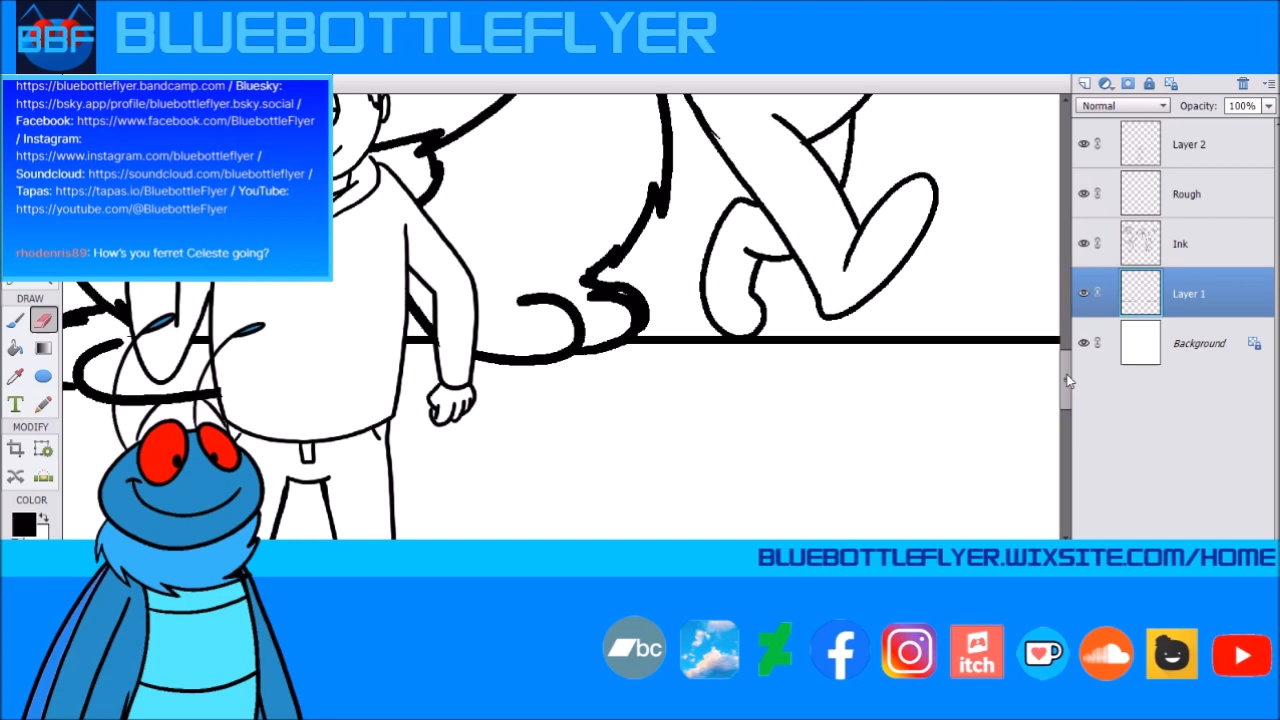 BBF
BLUEBOTTLEFLYER
https://bluebottleflyer.bandcamp.com / Bluesky:
https://bsky.app/profile/bluebottleflyer.bsky.social /
Facebook: https://www.facebook.com/BluebottleFlyer
/ Instagram:
https://www.instagram.com/bluebottleflyer /
Soundcloud: https://soundcloud.com/bluebottleflyer /
Tapas: https://tapas.io/BluebottleFlyer / YouTube:
https://youtube.com/@BluebottleFlyer
rhodenris89: How's you ferret Celeste going?
Normal
Opacity: 100%
Layer 2
Rough
Ink
Layer 1
Background
DRAW
T
MODIFY
COLOR
BLUEBOTTLEFLYER.WIXSITE.COM/HOME
bc
itch